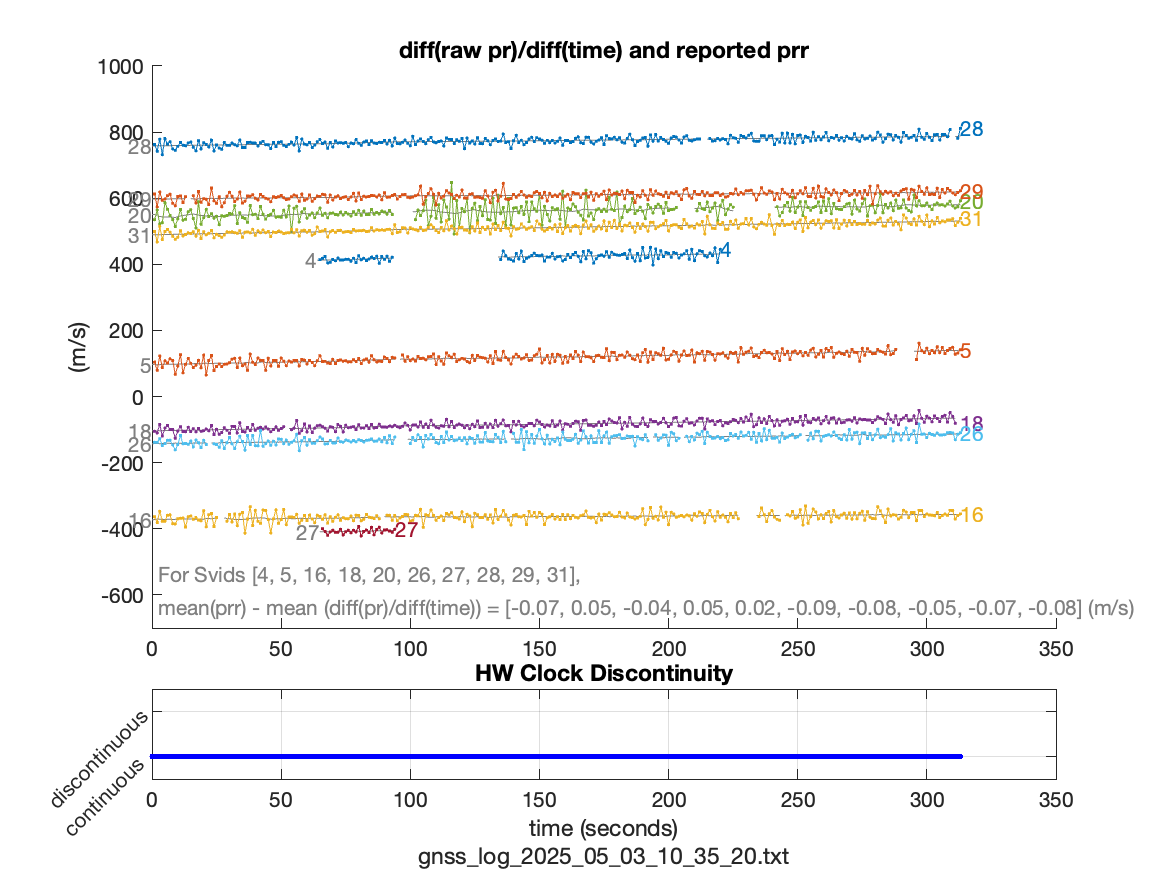 diff(raw pr)/diff(time) and reported prr
1000
800
600
400
200
0
-200
-400
-600
(m/s)
28
28
29
29
20
20
31
31
4
4
5
5
18
18
26
26
16
16
27
27
For Svids [4, 5, 16, 18, 20, 26, 27, 28, 29, 31],
mean(prr) - mean (diff(pr)/diff(time)) = [-0.07, 0.05, -0.04, 0.05, 0.02, -0.09, -0.08, -0.05, -0.07, -0.08] (m/s)
0 50 100 150 200 250 300 350
HW Clock Discontinuity
discontinuous
continuous
0 50 100 150 200 250 300 350
time (seconds)
gnss_log_2025_05_03_10_35_20.txt